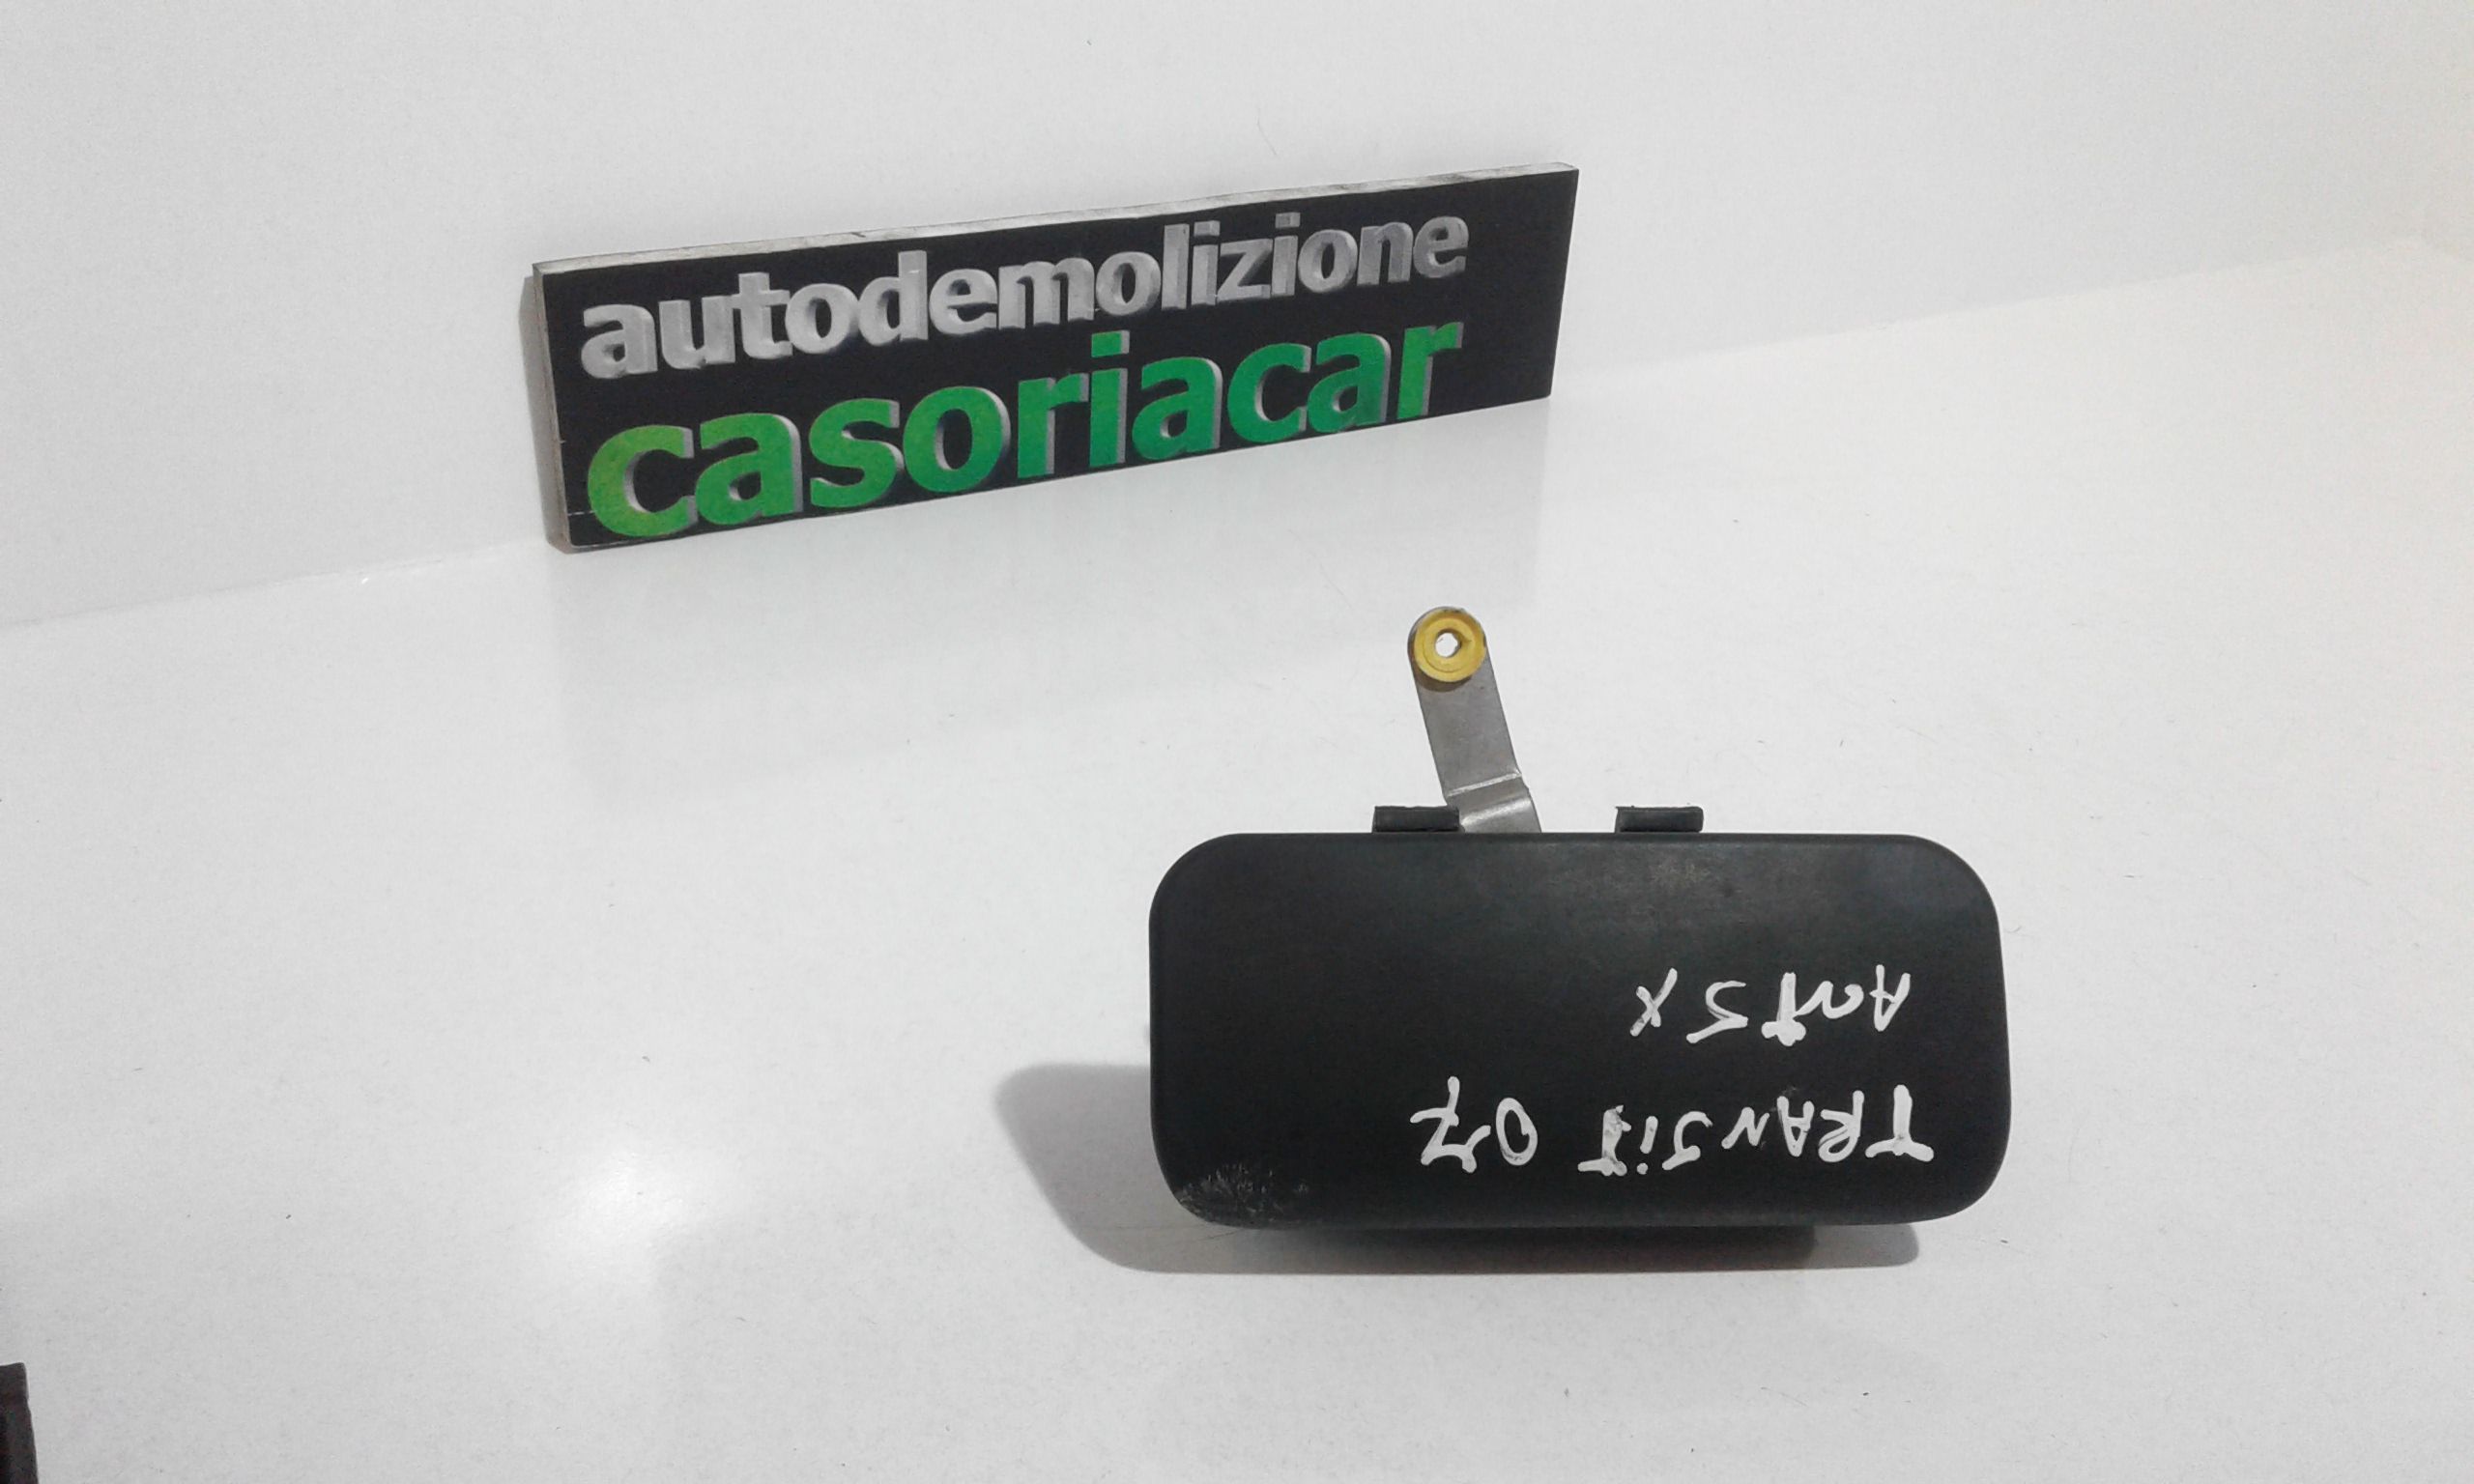 autodemolizione
casoriacar
TRANSiT 07
Ant SX